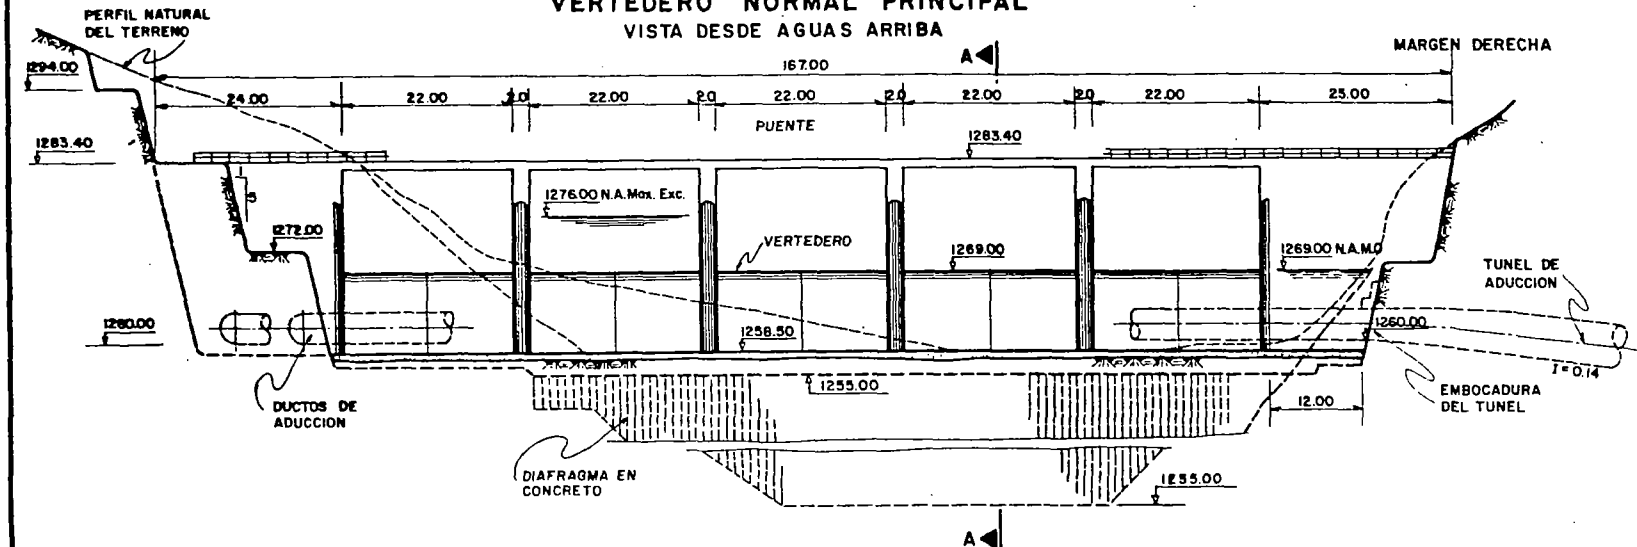 VERTEDERO NORMAL PRINCIPAL
VISTA DESDE AGUAS ARRIBA
PERFIL NATURAL
DEL TERRENO
A
MARGEN DERECHA
1294.00
167.00
24.00 22.00 2.0 22.00 2.0 22.00 2.0 22.00 2.0 22.00 25.00
PUENTE
1283.40
1283.40
1276.00 N.A.Max. Exc.
1272.00
VERTEDERO
1269.00
1269.00 N.A.M.O
TUNEL DE
ADUCCION
1260.00
1258.50
1260.00
1255.00
I=0.14
DUCTOS DE
ADUCCION
12.00
EMBOCADURA
DEL TUNEL
DIAFRAGMA EN
CONCRETO
1235.00
A